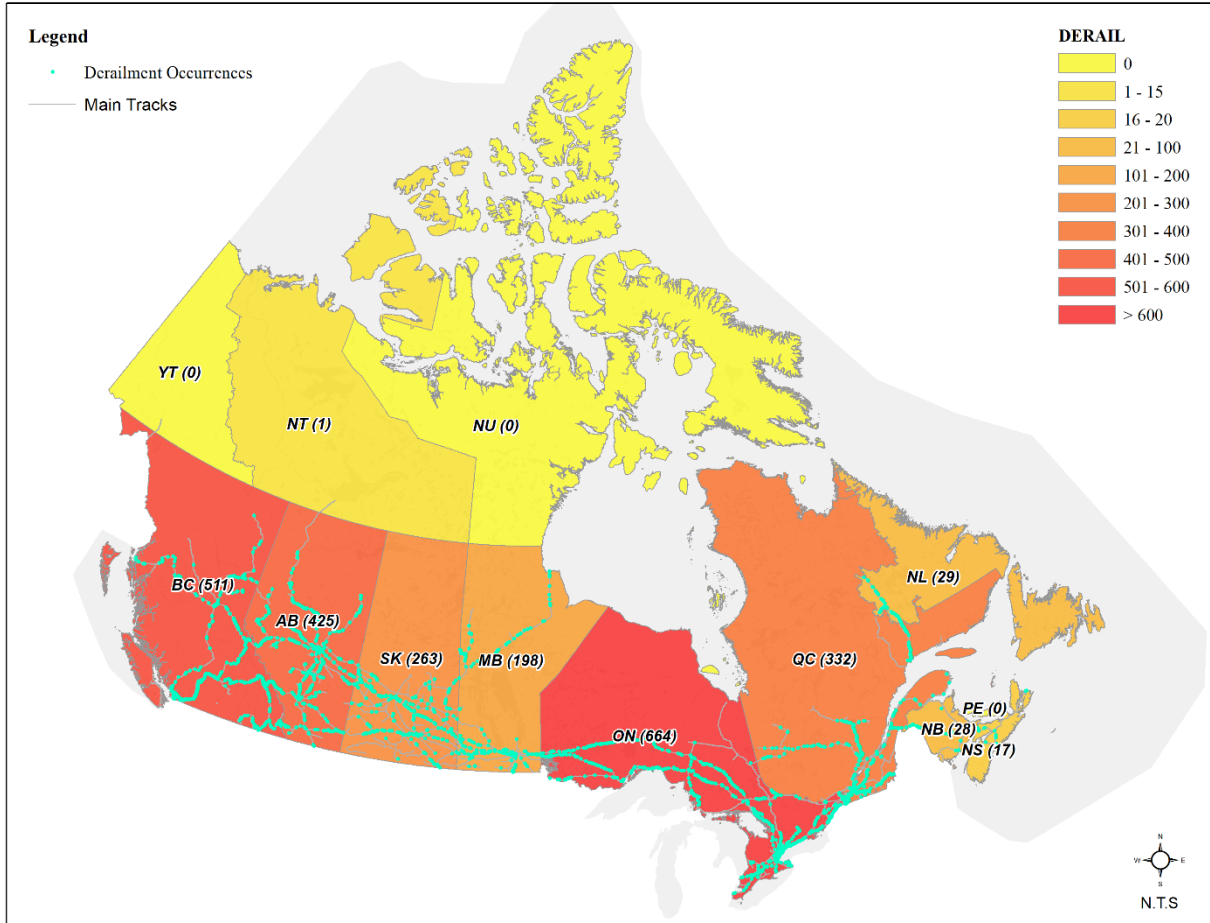 Legend
Derailment Occurrences
Main Tracks
DERAIL
0
1 - 15
16 - 20
21 - 100
101 - 200
201 - 300
301 - 400
401 - 500
501 - 600
> 600
YT (0)
NT (1)
NU (0)
BC (511)
AB (425)
SK (263)
MB (198)
ON (664)
QC (332)
NL (29)
PE (0)
NB (28)
NS (17)
N
W E
S
N.T.S